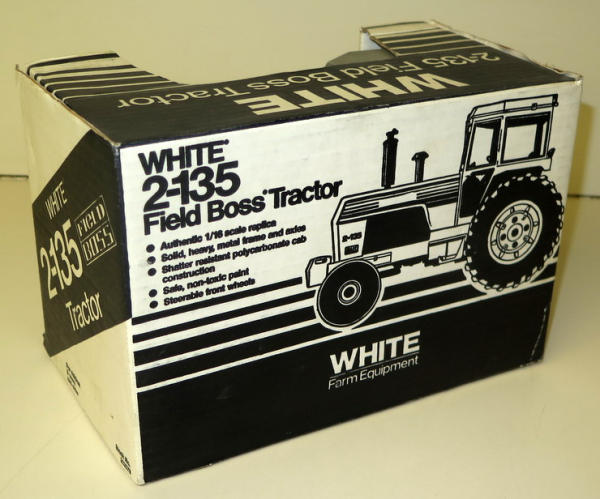 WHITE
2-135 Field Boss Tractor
WHITE
2-135
Field Boss Tractor
• Authentic 1/16 scale replica
• Solid, heavy, metal frame and axles
• Shatter resistant polycarbonate cab
construction
• Safe, non-toxic paint
• Steerable front wheels
2-135
WHITE
Farm Equipment
WHITE
2-135
FIELD
BOSS
Tractor